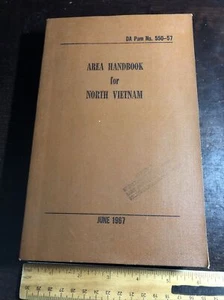 DA Pam No. 550-57
AREA HANDBOOK
for
NORTH VIETNAM
JUNE 1967